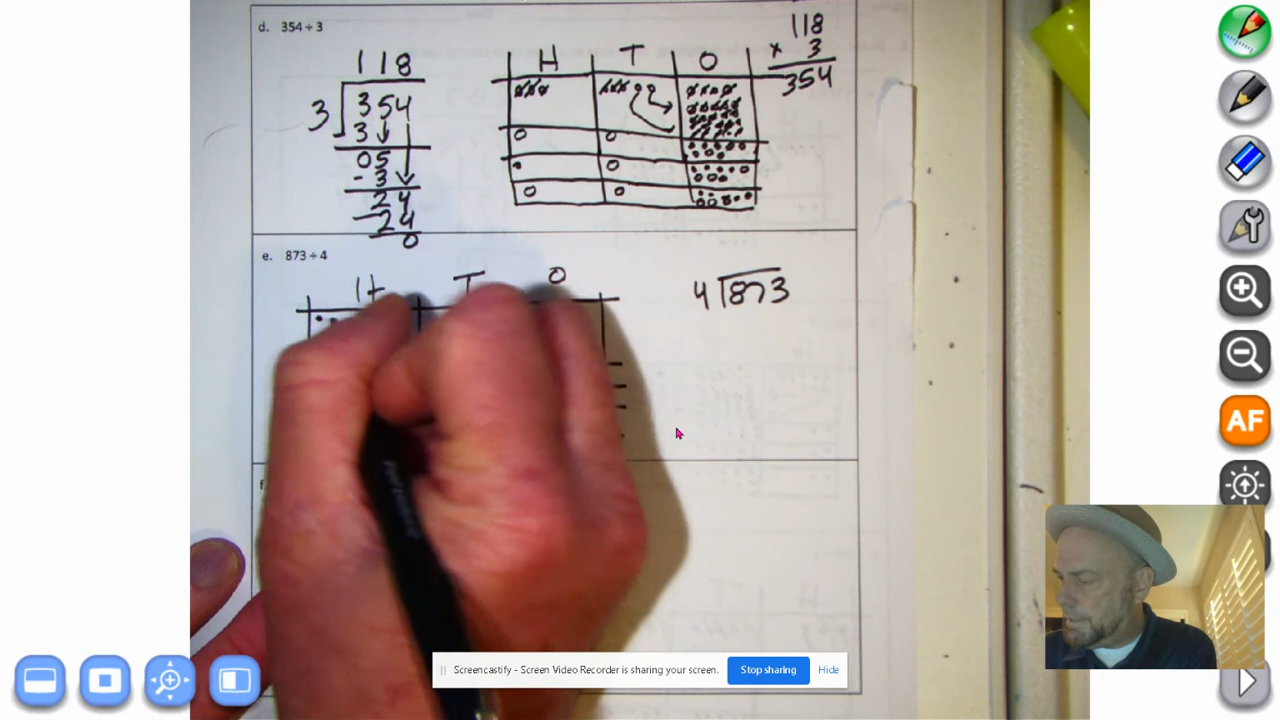 d. 354 ÷ 3
118
3 354
3
05
- 3
24
- 24
0
H T O
118
x 3
354
e. 873 ÷ 4
H T O
4 873
f.
AF
Screencastify - Screen Video Recorder is sharing your screen. Stop sharing Hide